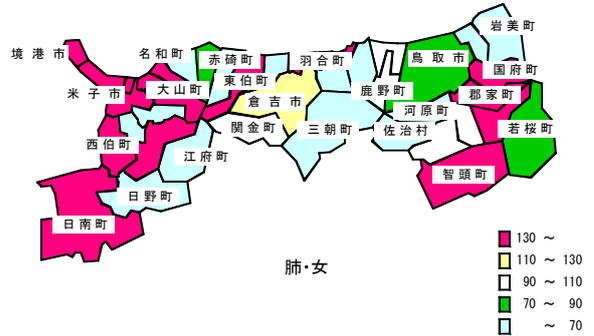 岩美町
境港市
名和町
赤碕町
羽合町
鳥取市
国府町
東伯町
米子市
大山町
鹿野町
郡家町
倉吉市
河原町
関金町
三朝町
佐治村
若桜町
西伯町
江府町
智頭町
日野町
日南町
肺・女
130 ～
110 ～ 130
90 ～ 110
70 ～ 90
～ 70